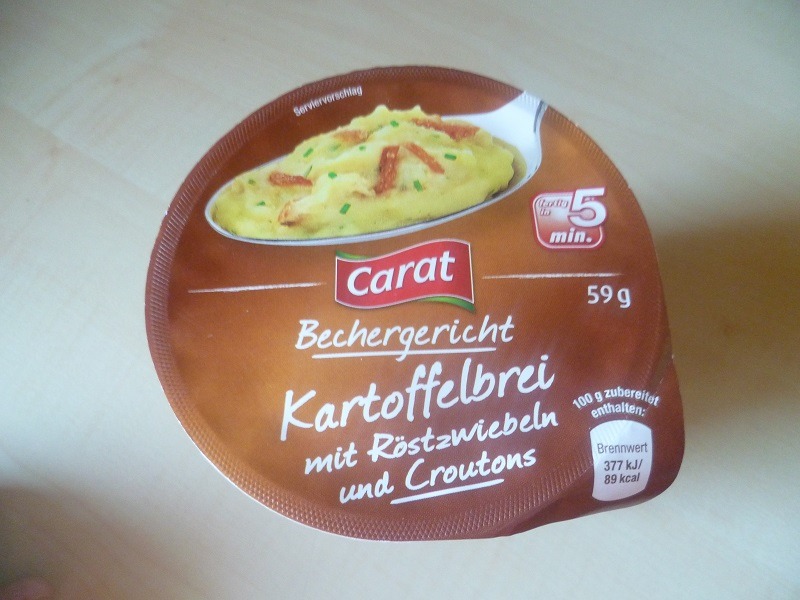 Serviervorschlag
fertig
in 5
min.
Carat
59 g
Bechergericht
Kartoffelbrei
mit Röstzwiebeln
und Croutons
100 g zubereitet
enthalten:
Brennwert
377 kJ/
89 kcal